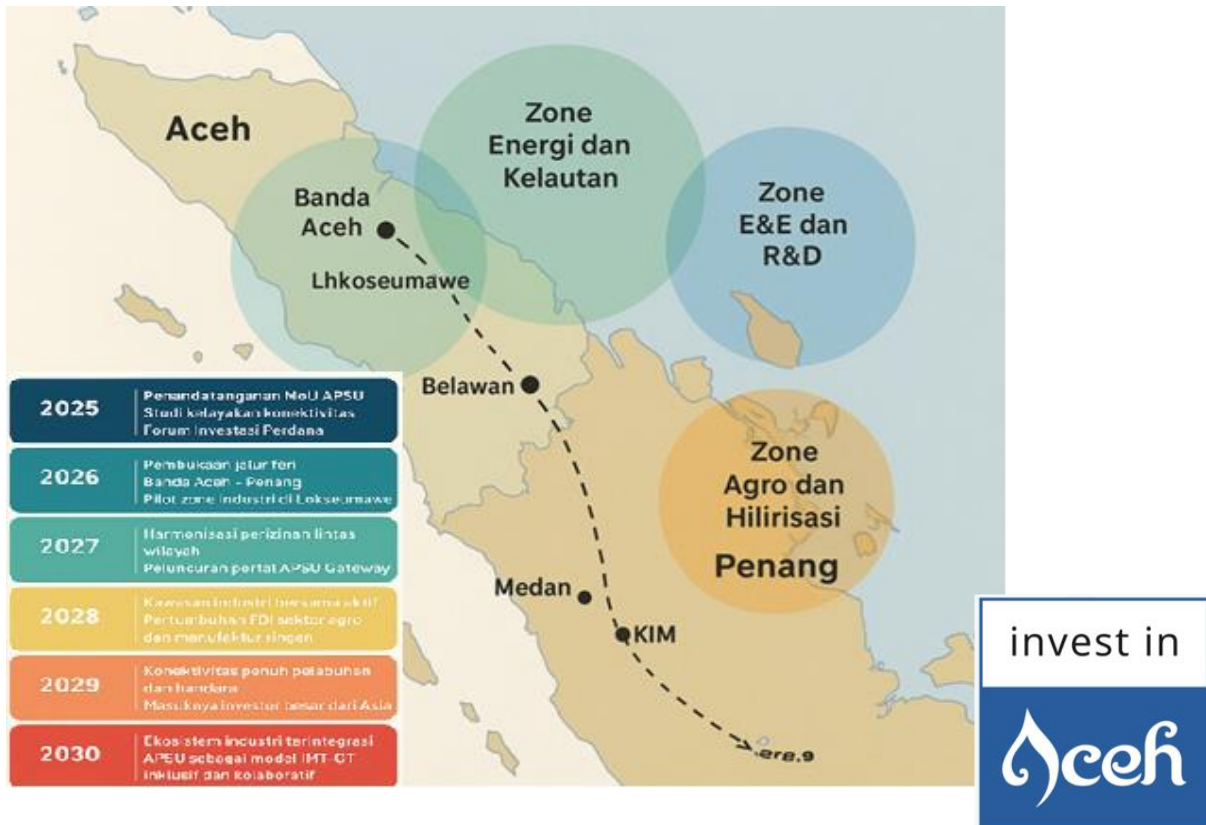 Aceh
Zone
Energi dan
Kelautan
Zone
E&E dan
R&D
Banda
Aceh
Lhkoseumawe
Belawan
Zone
Agro dan
Hilirisasi
Penang
Medan
KIM
2025
Penandatanganan MoU APSU
Studi kelayakan konektivitas
Forum Investasi Perdana
2026
Pembukaan jalur feri
Banda Aceh - Penang
Pilot zone industri di Lokseumawe
2027
Harmonisasi perizinan lintas
wilayah
Peluncuran portal APSU Gateway
2028
Kawasan industri bersama aktif
Pertumbuhan FDI sektor agro
dan manufaktur ringan
2029
Konektivitas penuh pelabuhan
dan bandara
Masuknya investor besar dari Asia
2030
Ekosistem industri terintegrasi
sebagai model IMT-GT
inklusif dan kolaboratif
invest in
Aceh